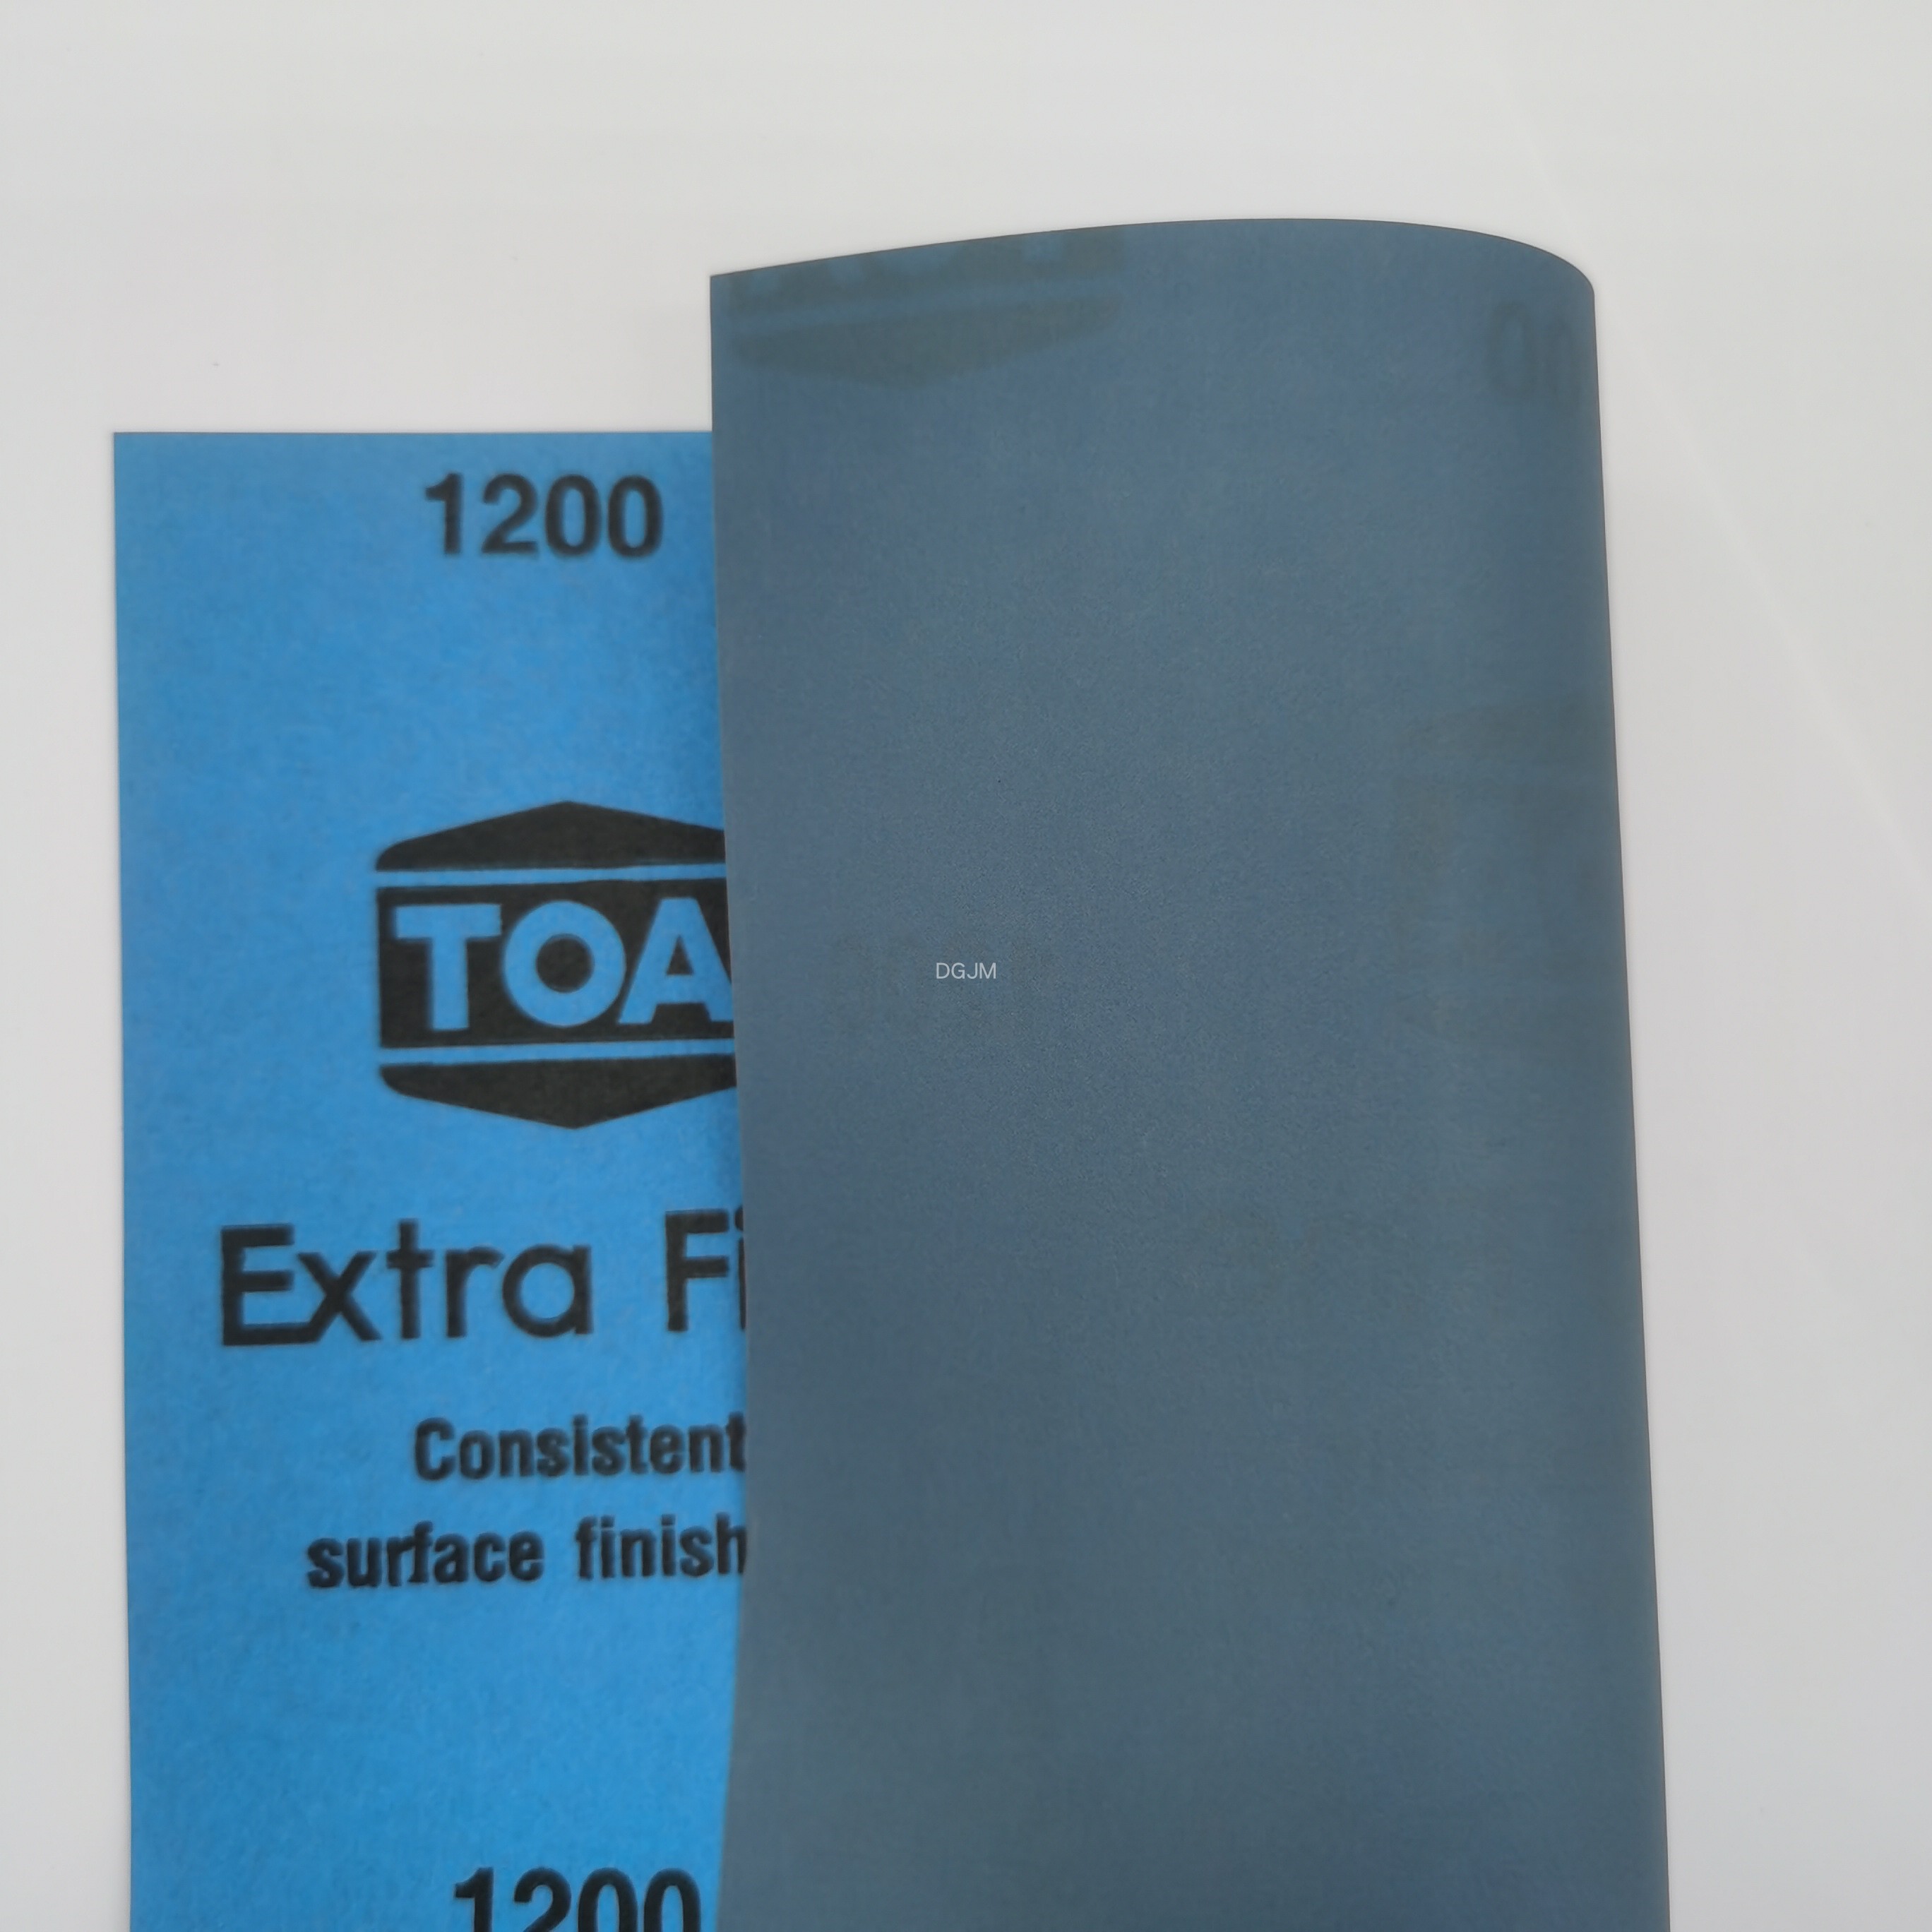 1200
TOA
Extra Fi
Consistent
surface finish
1200
DGJM